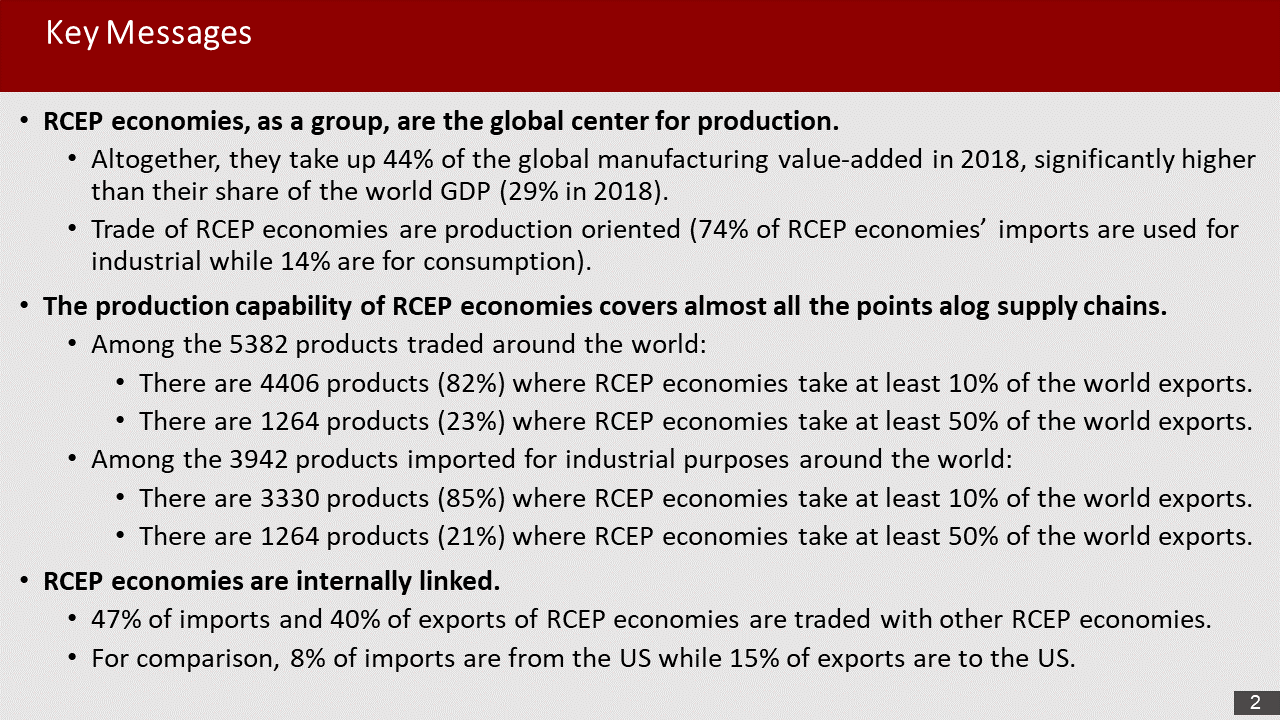 Key Messages
• RCEP economies, as a group, are the global center for production.
• Altogether, they take up 44% of the global manufacturing value-added in 2018, significantly higher
than their share of the world GDP (29% in 2018).
• Trade of RCEP economies are production oriented (74% of RCEP economies’ imports are used for
industrial while 14% are for consumption).
• The production capability of RCEP economies covers almost all the points alog supply chains.
• Among the 5382 products traded around the world:
• There are 4406 products (82%) where RCEP economies take at least 10% of the world exports.
• There are 1264 products (23%) where RCEP economies take at least 50% of the world exports.
• Among the 3942 products imported for industrial purposes around the world:
• There are 3330 products (85%) where RCEP economies take at least 10% of the world exports.
• There are 1264 products (21%) where RCEP economies take at least 50% of the world exports.
• RCEP economies are internally linked.
• 47% of imports and 40% of exports of RCEP economies are traded with other RCEP economies.
• For comparison, 8% of imports are from the US while 15% of exports are to the US.
2